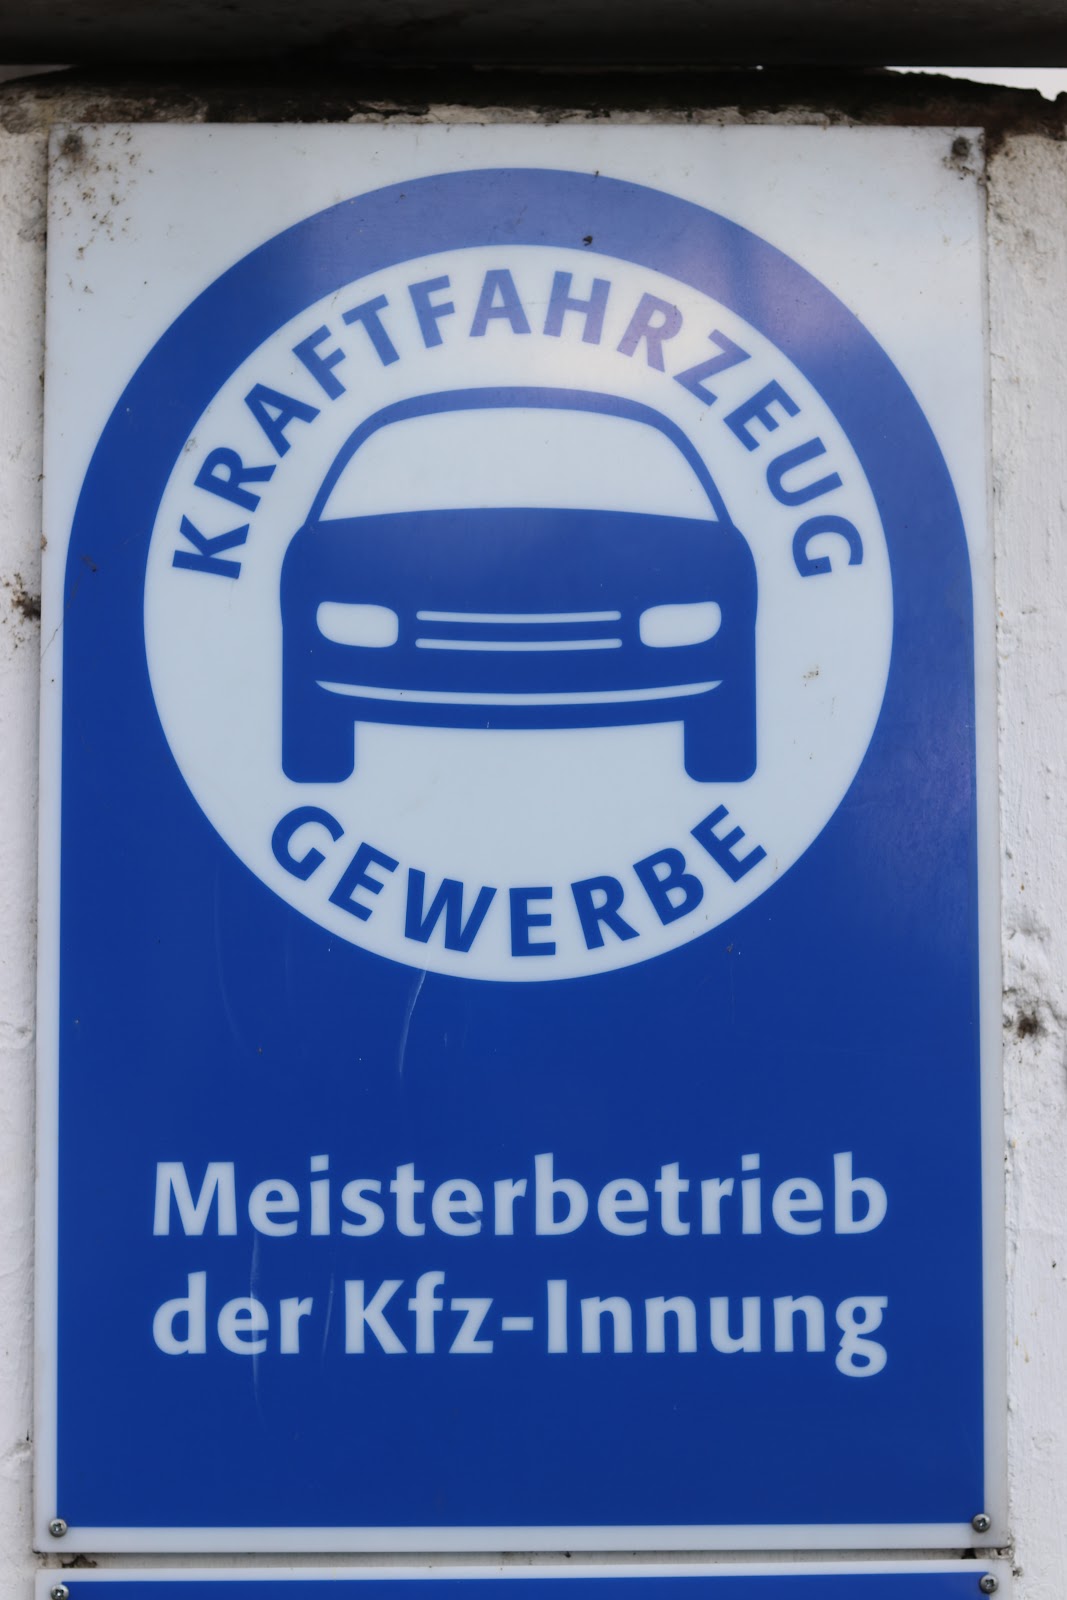 KRAFTFAHRZEUG
GEWERBE
Meisterbetrieb
der Kfz-Innung